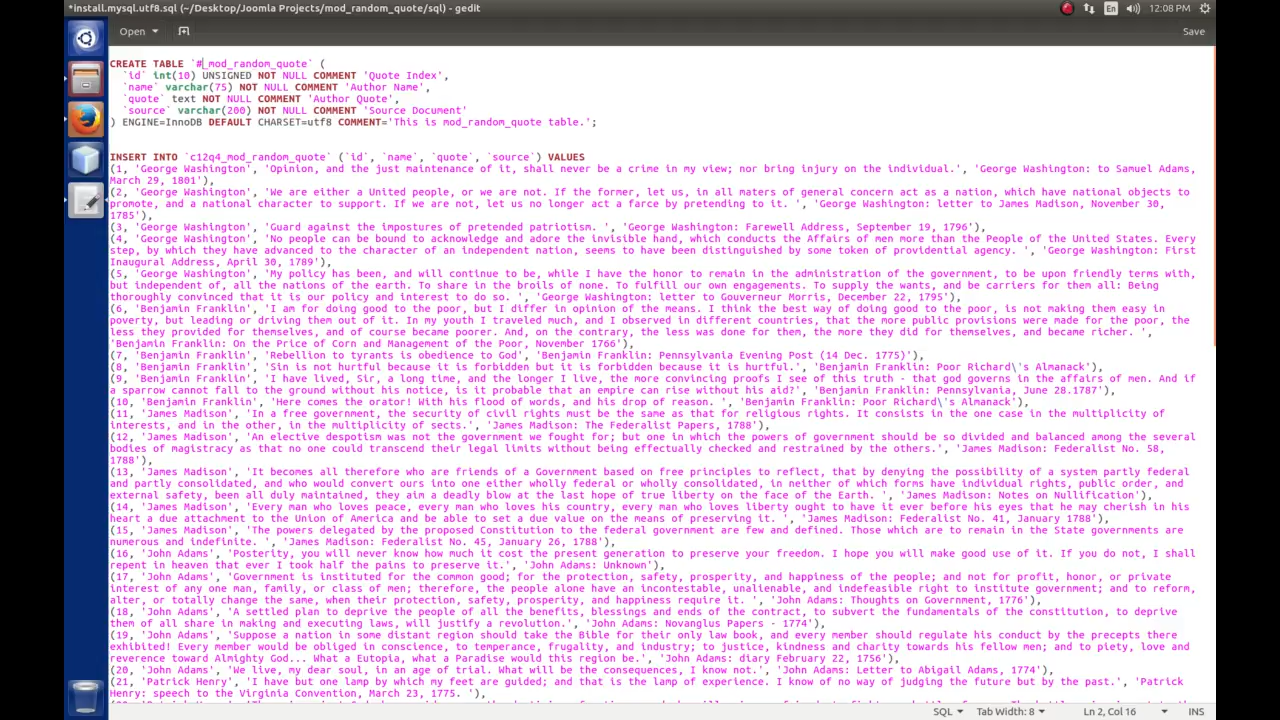 *install.mysql.utf8.sql (~/Desktop/Joomla Projects/mod_random_quote/sql) - gedit
En
12:08 PM
Open
Save
CREATE TABLE `#_mod_random_quote` (
`id` int(10) UNSIGNED NOT NULL COMMENT 'Quote Index',
`name` varchar(75) NOT NULL COMMENT 'Author Name',
`quote` text NOT NULL COMMENT 'Author Quote',
`source` varchar(200) NOT NULL COMMENT 'Source Document'
) ENGINE=InnoDB DEFAULT CHARSET=utf8 COMMENT='This is mod_random_quote table.';
INSERT INTO `c12q4_mod_random_quote` (`id`, `name`, `quote`, `source`) VALUES
(1, 'George Washington', 'Opinion, and the just maintenance of it, shall never be a crime in my view; nor bring injury on the individual.', 'George Washington: to Samuel Adams,
March 29, 1801'),
(2, 'George Washington', 'We are either a United people, or we are not. If the former, let us, in all maters of general concern act as a nation, which have national objects to
promote, and a national character to support. If we are not, let us no longer act a farce by pretending to it. ', 'George Washington: letter to James Madison, November 30,
1785'),
(3, 'George Washington', 'Guard against the impostures of pretended patriotism. ', 'George Washington: Farewell Address, September 19, 1796'),
(4, 'George Washington', 'No people can be bound to acknowledge and adore the invisible hand, which conducts the Affairs of men more than the People of the United States. Every
step, by which they have advanced to the character of an independent nation, seems to have been distinguished by some token of providential agency. ', 'George Washington: First
Inaugural Address, April 30, 1789'),
(5, 'George Washington', 'My policy has been, and will continue to be, while I have the honor to remain in the administration of the government, to be upon friendly terms with,
but independent of, all the nations of the earth. To share in the broils of none. To fulfill our own engagements. To supply the wants, and be carriers for them all: Being
thoroughly convinced that it is our policy and interest to do so. ', 'George Washington: letter to Gouverneur Morris, December 22, 1795'),
(6, 'Benjamin Franklin', 'I am for doing good to the poor, but I differ in opinion of the means. I think the best way of doing good to the poor, is not making them easy in
poverty, but leading or driving them out of it. In my youth I traveled much, and I observed in different countries, that the more public provisions were made for the poor, the
less they provided for themselves, and of course became poorer. And, on the contrary, the less was done for them, the more they did for themselves, and became richer. ',
'Benjamin Franklin: On the Price of Corn and Management of the Poor, November 1766'),
(7, 'Benjamin Franklin', 'Rebellion to tyrants is obedience to God', 'Benjamin Franklin: Pennsylvania Evening Post (14 Dec. 1775)'),
(8, 'Benjamin Franklin', 'Sin is not hurtful because it is forbidden but it is forbidden because it is hurtful.', 'Benjamin Franklin: Poor Richard\'s Almanack'),
(9, 'Benjamin Franklin', 'I have lived, Sir, a long time, and the longer I live, the more convincing proofs I see of this truth - that god governs in the affairs of men. And if
a sparrow cannot fall to the ground without his notice, is it probable that an empire can rise without his aid?', 'Benjamin Franklin: Pennsylvania, June 28.1787'),
(10, 'Benjamin Franklin', 'Here comes the orator! With his flood of words, and his drop of reason. ', 'Benjamin Franklin: Poor Richard\'s Almanack'),
(11, 'James Madison', 'In a free government, the security of civil rights must be the same as that for religious rights. It consists in the one case in the multiplicity of
interests, and in the other, in the multiplicity of sects.', 'James Madison: The Federalist Papers, 1788'),
(12, 'James Madison', 'An elective despotism was not the government we fought for; but one in which the powers of government should be so divided and balanced among the several
bodies of magistracy as that no one could transcend their legal limits without being effectually checked and restrained by the others.', 'James Madison: Federalist No. 58,
1788'),
(13, 'James Madison', 'It becomes all therefore who are friends of a Government based on free principles to reflect, that by denying the possibility of a system partly federal
and partly consolidated, and who would convert ours into one either wholly federal or wholly consolidated, in neither of which forms have individual rights, public order, and
external safety, been all duly maintained, they aim a deadly blow at the last hope of true liberty on the face of the Earth. ', 'James Madison: Notes on Nullification'),
(14, 'James Madison', 'Every man who loves peace, every man who loves his country, every man who loves liberty ought to have it ever before his eyes that he may cherish in his
heart a due attachment to the Union of America and be able to set a due value on the means of preserving it. ', 'James Madison: Federalist No. 41, January 1788'),
(15, 'James Madison', 'The powers delegated by the proposed Constitution to the federal government are few and defined. Those which are to remain in the State governments are
numerous and indefinite. ', 'James Madison: Federalist No. 45, January 26, 1788'),
(16, 'John Adams', 'Posterity, you will never know how much it cost the present generation to preserve your freedom. I hope you will make good use of it. If you do not, I shall
repent in heaven that ever I took half the pains to preserve it.', 'John Adams: Unknown'),
(17, 'John Adams', 'Government is instituted for the common good; for the protection, safety, prosperity, and happiness of the people; and not for profit, honor, or private
interest of any one man, family, or class of men; therefore, the people alone have an incontestable, unalienable, and indefeasible right to institute government; and to reform,
alter, or totally change the same, when their protection, safety, prosperity, and happiness require it. ', 'John Adams: Thoughts on Government, 1776'),
(18, 'John Adams', 'A settled plan to deprive the people of all the benefits, blessings and ends of the contract, to subvert the fundamentals of the constitution, to deprive
them of all share in making and executing laws, will justify a revolution.', 'John Adams: Novanglus Papers - 1774'),
(19, 'John Adams', 'Suppose a nation in some distant region should take the Bible for their only law book, and every member should regulate his conduct by the precepts there
exhibited! Every member would be obliged in conscience, to temperance, frugality, and industry; to justice, kindness and charity towards his fellow men; and to piety, love and
reverence toward Almighty God... What a Eutopia, what a Paradise would this region be.', 'John Adams: diary February 22, 1756'),
(20, 'John Adams', 'We live, my dear soul, in an age of trial. What will be the consequences, I know not.', 'John Adams: Letter to Abigail Adams, 1774'),
(21, 'Patrick Henry', 'I have but one lamp by which my feet are guided; and that is the lamp of experience. I know of no way of judging the future but by the past.', 'Patrick
Henry: speech to the Virginia Convention, March 23, 1775. '),
SQL
Tab Width: 8
Ln 2, Col 16
INS